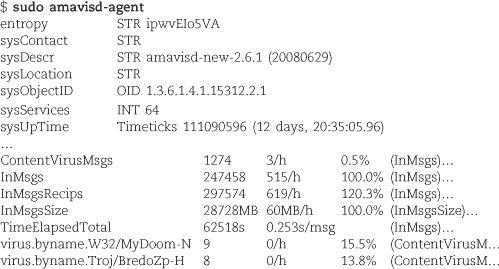 $ sudo amavisd-agent
entropy STR ipwvEIo5VA
sysContact STR
sysDescr STR amavisd-new-2.6.1 (20080629)
sysLocation STR
sysObjectID OID 1.3.6.1.4.1.15312.2.1
sysServices INT 64
sysUpTime Timeticks 111090596 (12 days, 20:35:05.96)
…
ContentVirusMsgs 1274 3/h 0.5% (InMsgs)…
InMsgs 247458 515/h 100.0% (InMsgs)…
InMsgsRecips 297574 619/h 120.3% (InMsgs)…
InMsgsSize 28728MB 60MB/h 100.0% (InMsgsSize)…
TimeElapsedTotal 62518s 0.253s/msg (InMsgs)…
virus.byname.W32/MyDoom-N 9 0/h 15.5% (ContentVirusM…
virus.byname.Troj/BredoZp-H 8 0/h 13.8% (ContentVirusM…